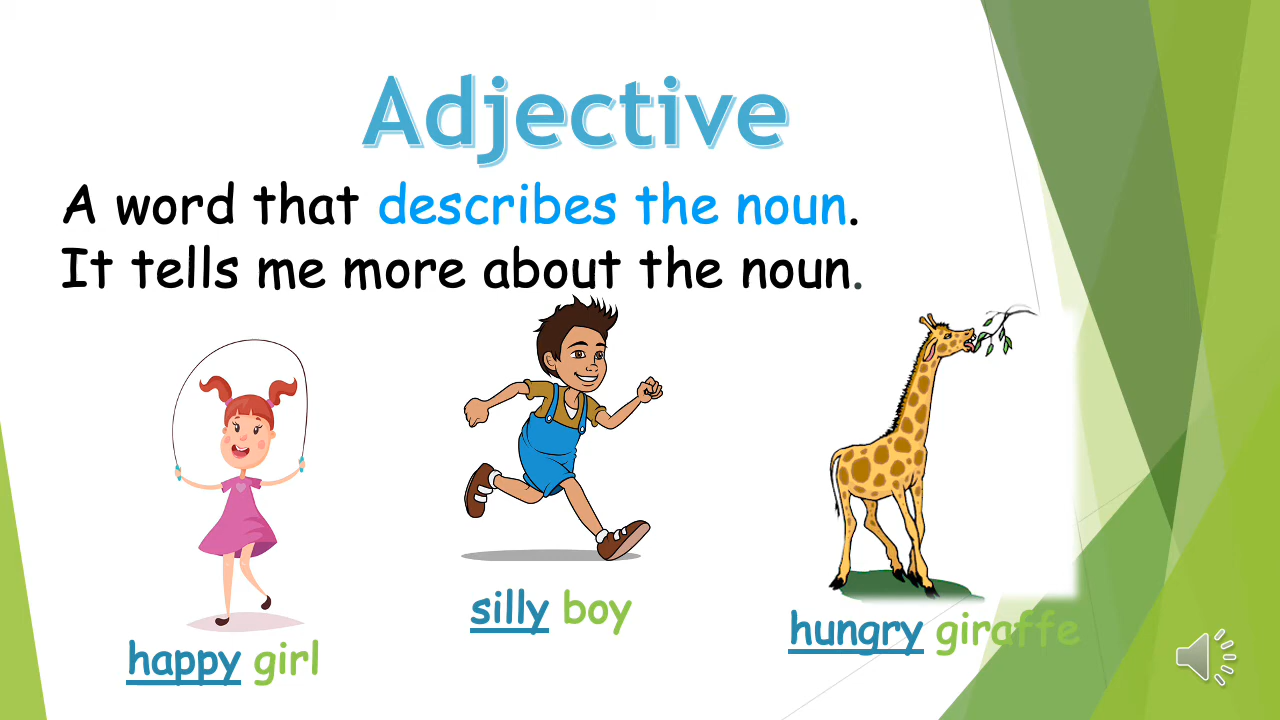 Adjective
A word that describes the noun.
It tells me more about the noun.
silly boy
hungry giraffe
happy girl